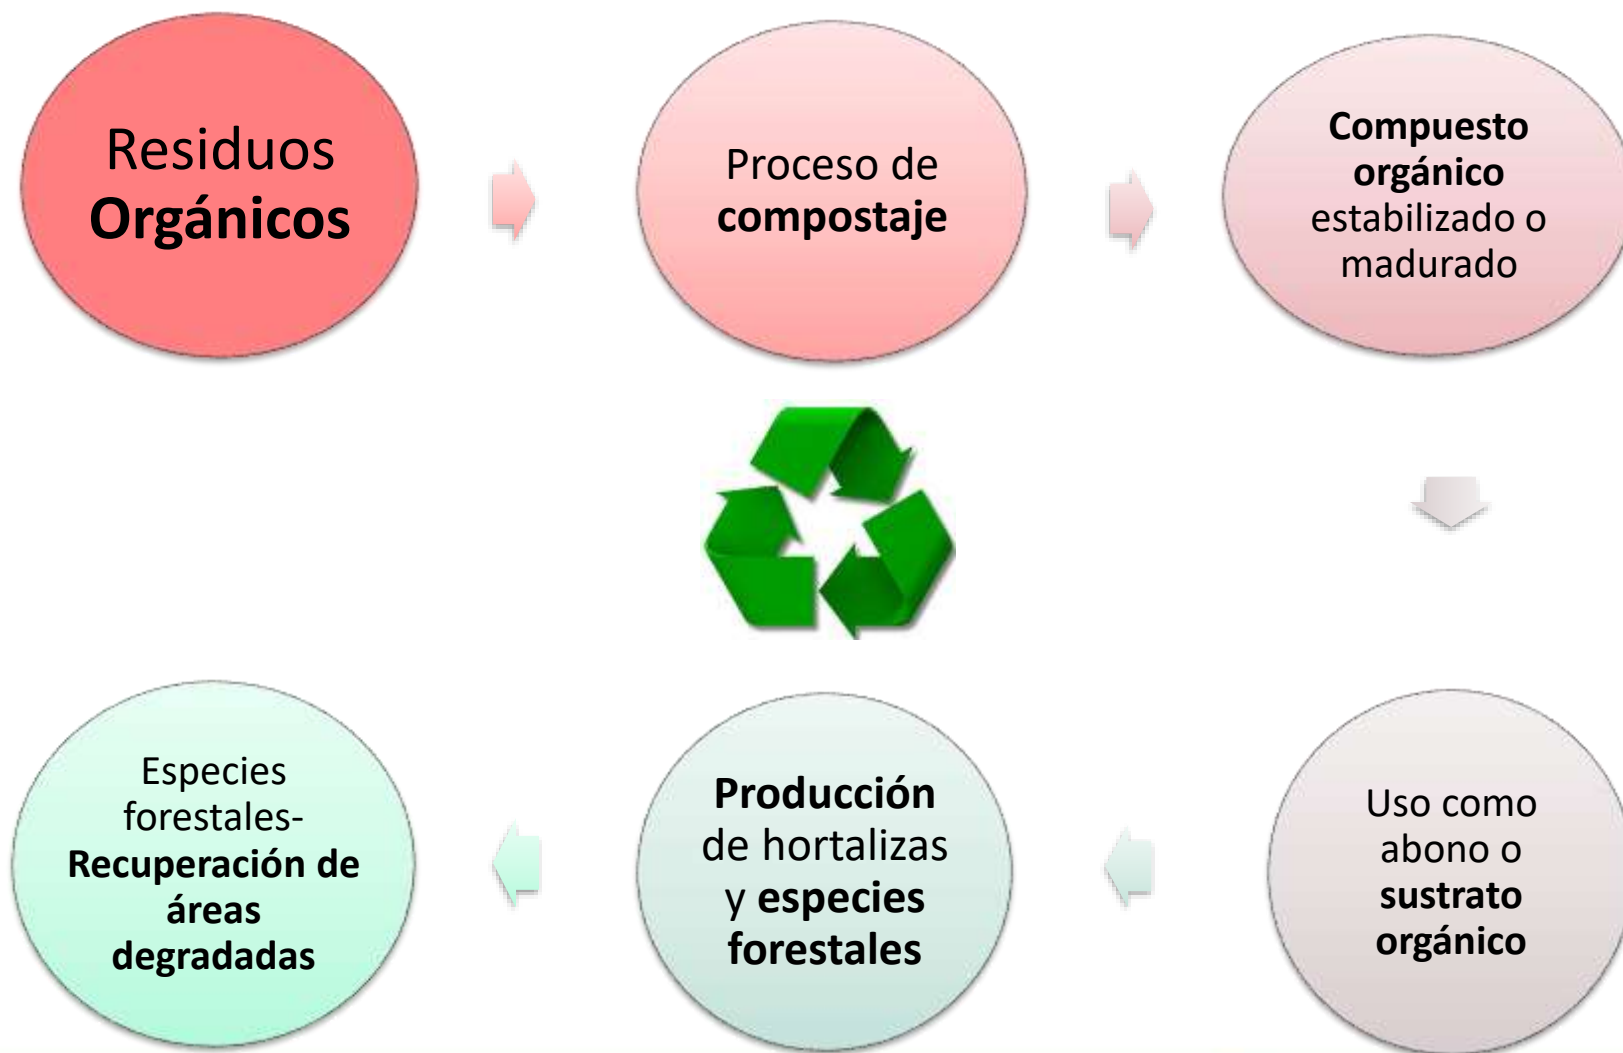 Residuos
Orgánicos
Proceso de
compostaje
Compuesto
orgánico
estabilizado o
madurado
Uso como
abono o
sustrato
orgánico
Producción
de hortalizas
y especies
forestales
Especies
forestales-
Recuperación de
áreas
degradadas